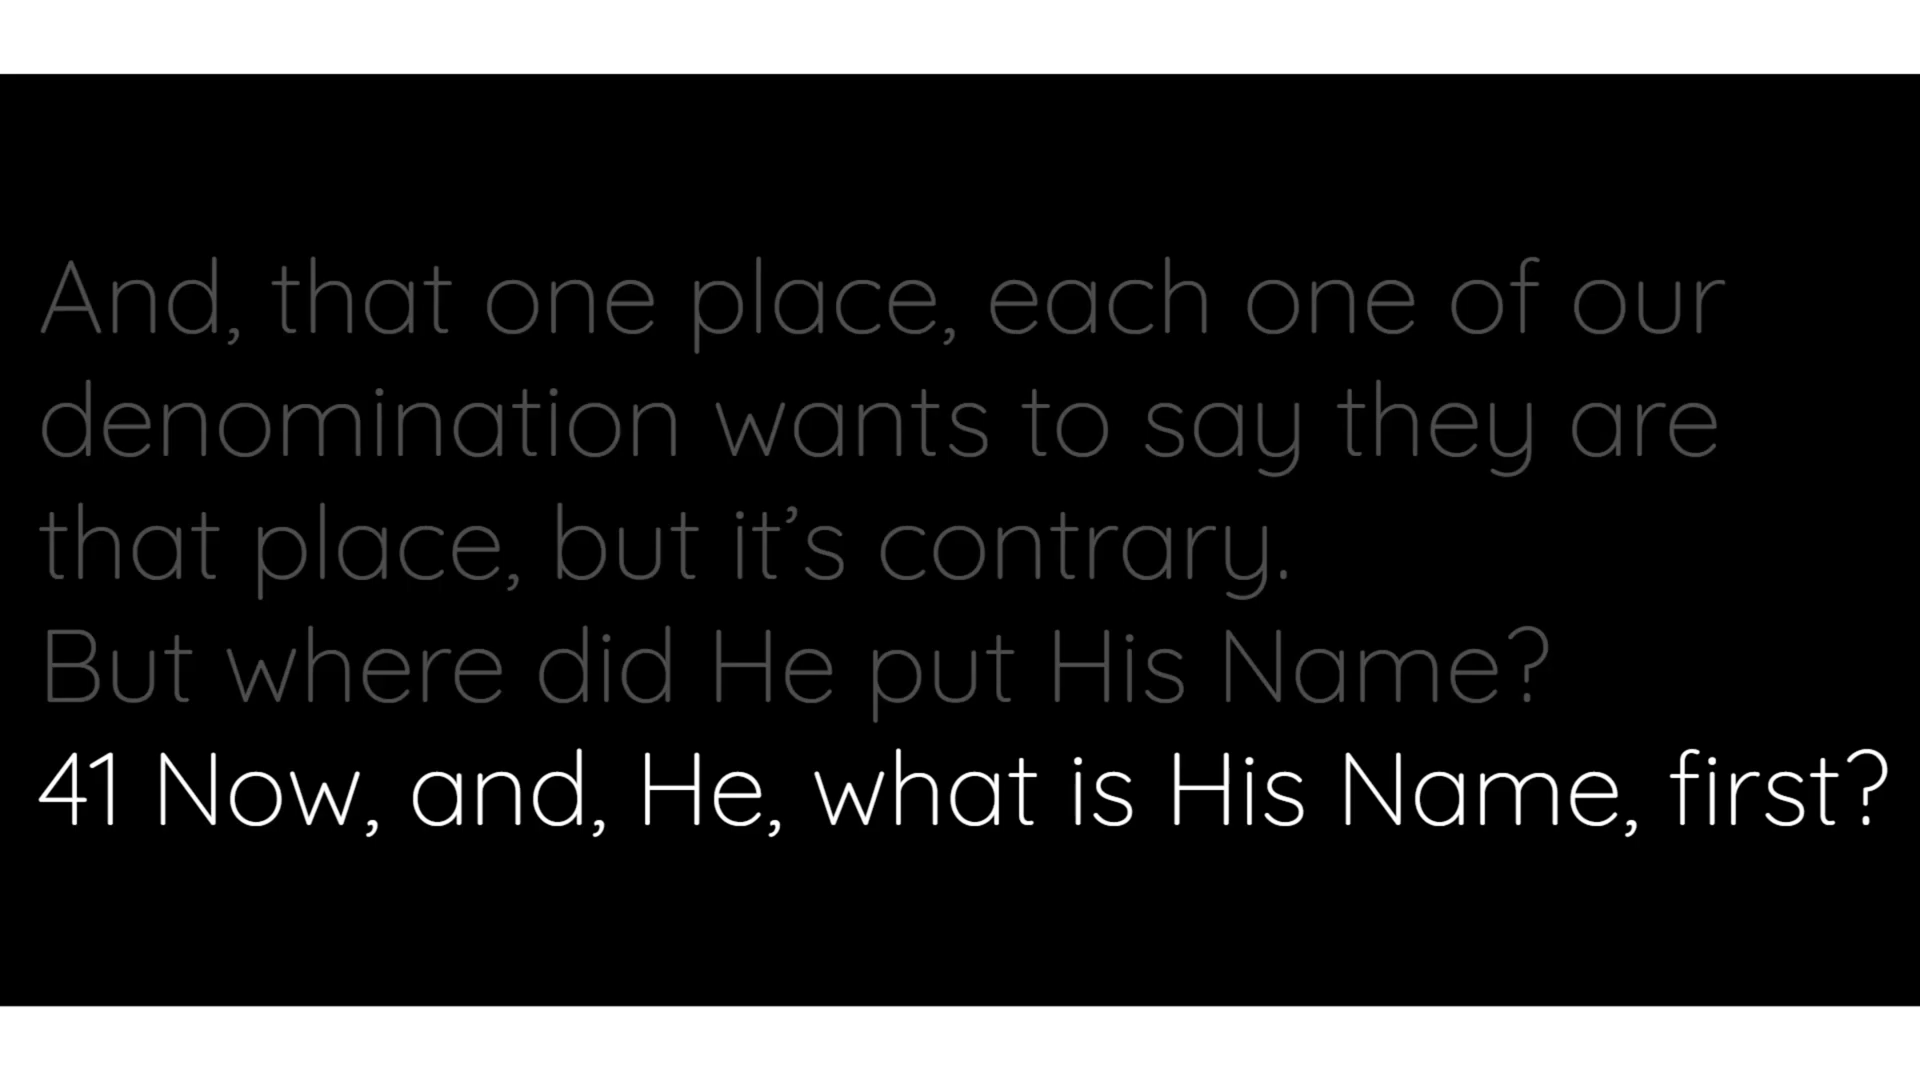 And, that one place, each one of our
denomination wants to say they are
that place, but it’s contrary.
But where did He put His Name?
41 Now, and, He, what is His Name, first?